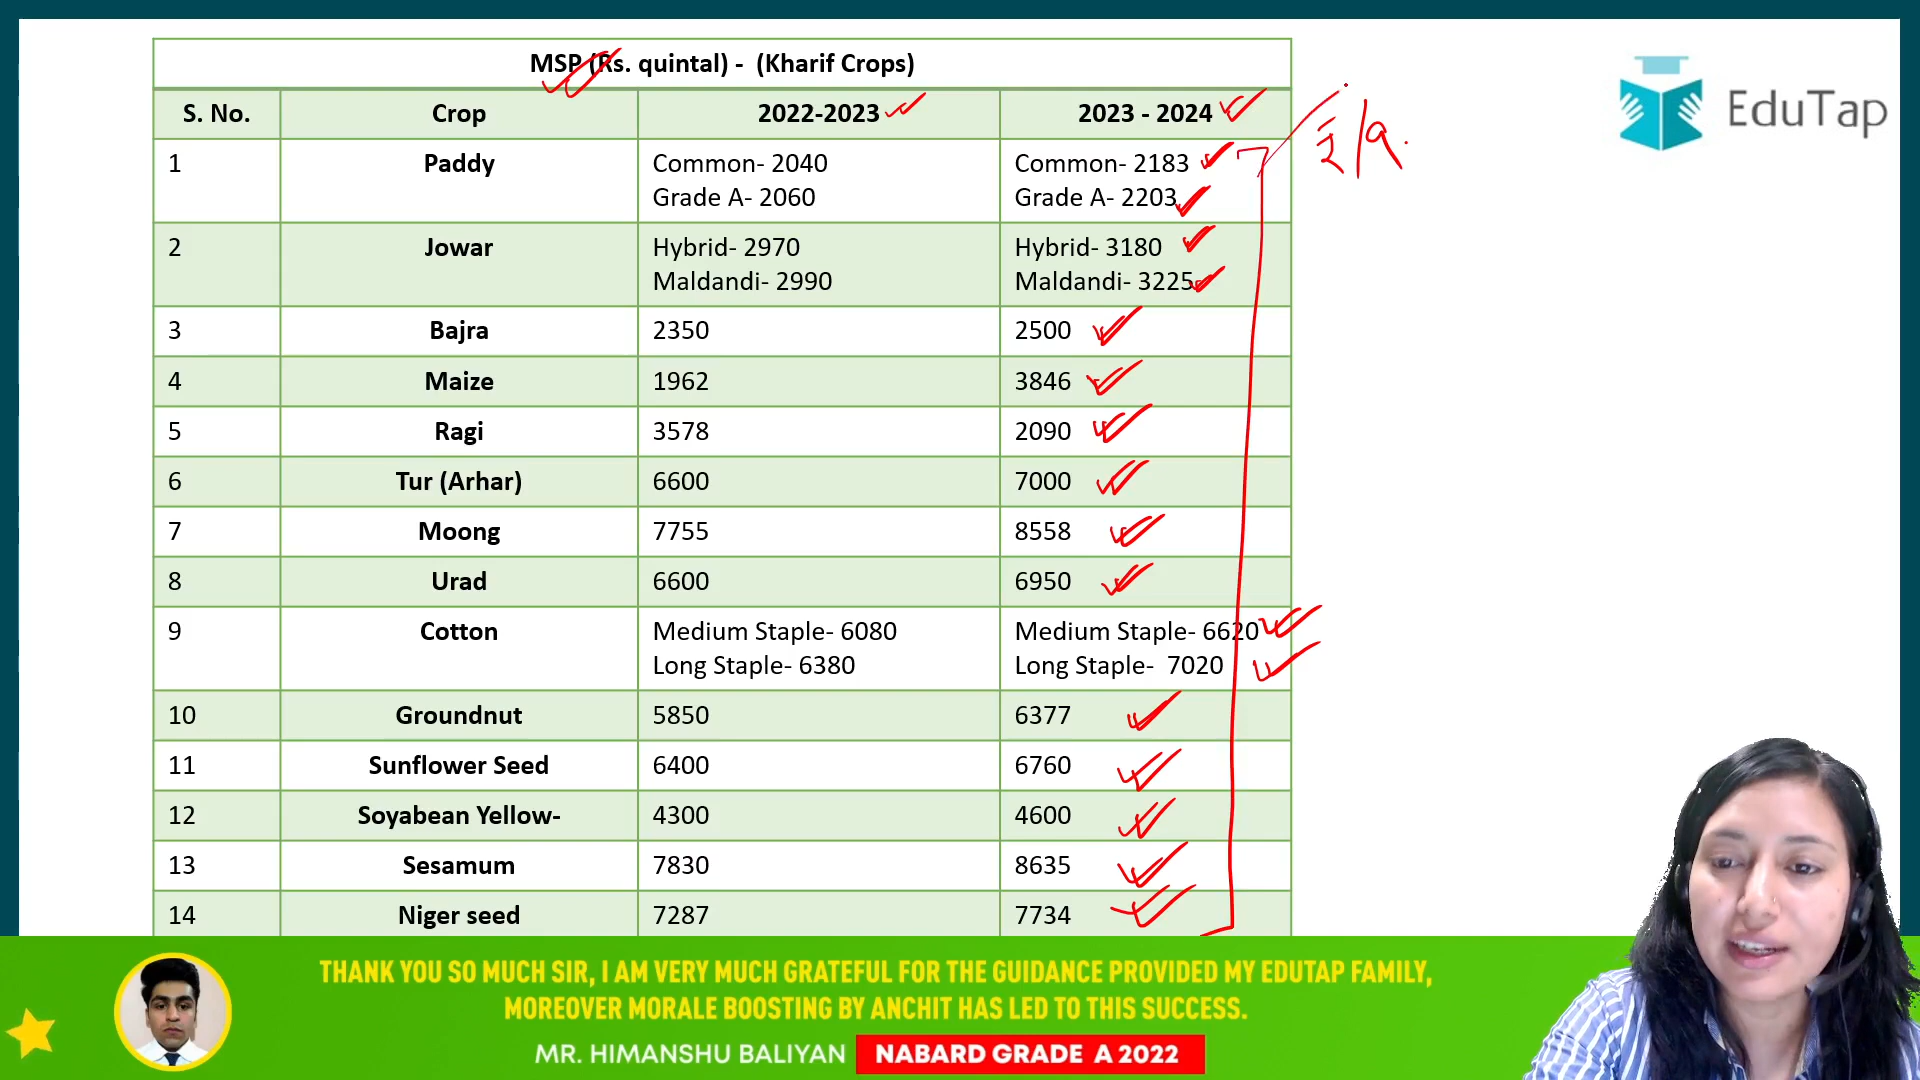 MSP (Rs. quintal) - (Kharif Crops)
S. No. Crop 2022-2023 2023 - 2024
1 Paddy Common- 2040 Common- 2183
Grade A- 2060 Grade A- 2203
2 Jowar Hybrid- 2970 Hybrid- 3180
Maldandi- 2990 Maldandi- 3225
3 Bajra 2350 2500
4 Maize 1962 3846
5 Ragi 3578 2090
6 Tur (Arhar) 6600 7000
7 Moong 7755 8558
8 Urad 6600 6950
9 Cotton Medium Staple- 6080 Medium Staple- 6620
Long Staple- 6380 Long Staple- 7020
10 Groundnut 5850 6377
11 Sunflower Seed 6400 6760
12 Soyabean Yellow- 4300 4600
13 Sesamum 7830 8635
14 Niger seed 7287 7734
₹/q.
EduTap
THANK YOU SO MUCH SIR, I AM VERY MUCH GRATEFUL FOR THE GUIDANCE PROVIDED MY EDUTAP FAMILY,
MOREOVER MORALE BOOSTING BY ANCHIT HAS LED TO THIS SUCCESS.
MR. HIMANSHU BALIYAN NABARD GRADE A 2022